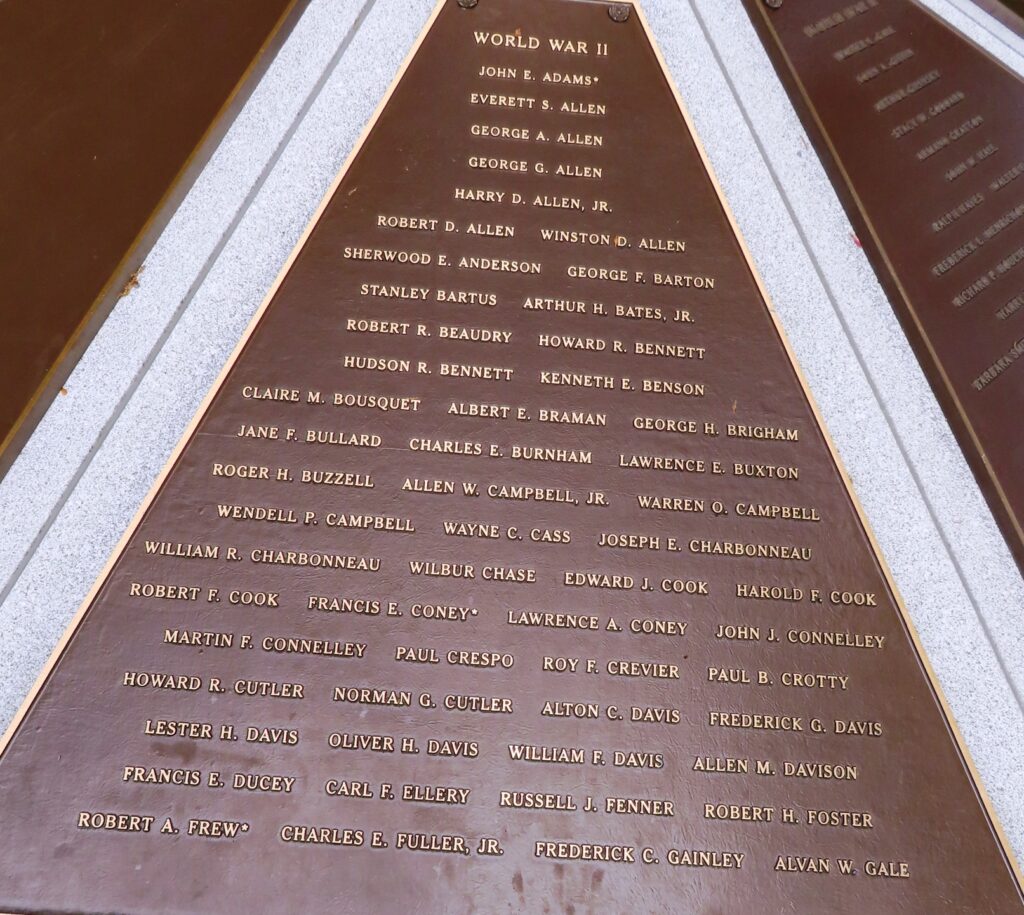 WORLD WAR II
JOHN E. ADAMS*
EVERETT S. ALLEN
GEORGE A. ALLEN
GEORGE G. ALLEN
HARRY D. ALLEN, JR.
ROBERT D. ALLEN WINSTON D. ALLEN
SHERWOOD E. ANDERSON GEORGE F. BARTON
STANLEY BARTUS ARTHUR H. BATES, JR.
ROBERT R. BEAUDRY HOWARD R. BENNETT
HUDSON R. BENNETT KENNETH E. BENSON
CLAIRE M. BOUSQUET ALBERT E. BRAMAN GEORGE H. BRIGHAM
JANE F. BULLARD CHARLES E. BURNHAM LAWRENCE E. BUXTON
ROGER H. BUZZELL ALLEN W. CAMPBELL, JR. WARREN O. CAMPBELL
WENDELL P. CAMPBELL WAYNE C. CASS JOSEPH E. CHARBONNEAU
WILLIAM R. CHARBONNEAU WILBUR CHASE EDWARD J. COOK HAROLD F. COOK
ROBERT F. COOK FRANCIS E. CONEY* LAWRENCE A. CONEY JOHN J. CONNELLEY
MARTIN F. CONNELLEY PAUL CRESPO ROY F. CREVIER PAUL B. CROTTY
HOWARD R. CUTLER NORMAN G. CUTLER ALTON C. DAVIS FREDERICK G. DAVIS
LESTER H. DAVIS OLIVER H. DAVIS WILLIAM F. DAVIS ALLEN M. DAVISON
FRANCIS E. DUCEY CARL F. ELLERY RUSSELL J. FENNER ROBERT H. FOSTER
ROBERT A. FREW* CHARLES E. FULLER, JR. FREDERICK C. GAINLEY ALVAN W. GALE